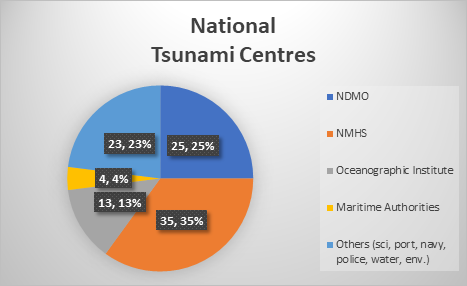 National
Tsunami Centres
23, 23%
25, 25%
4, 4%
13, 13%
35, 35%
NDMO
NMHS
Oceanographic Institute
Maritime Authorities
Others (sci, port, navy,
police, water, env.)